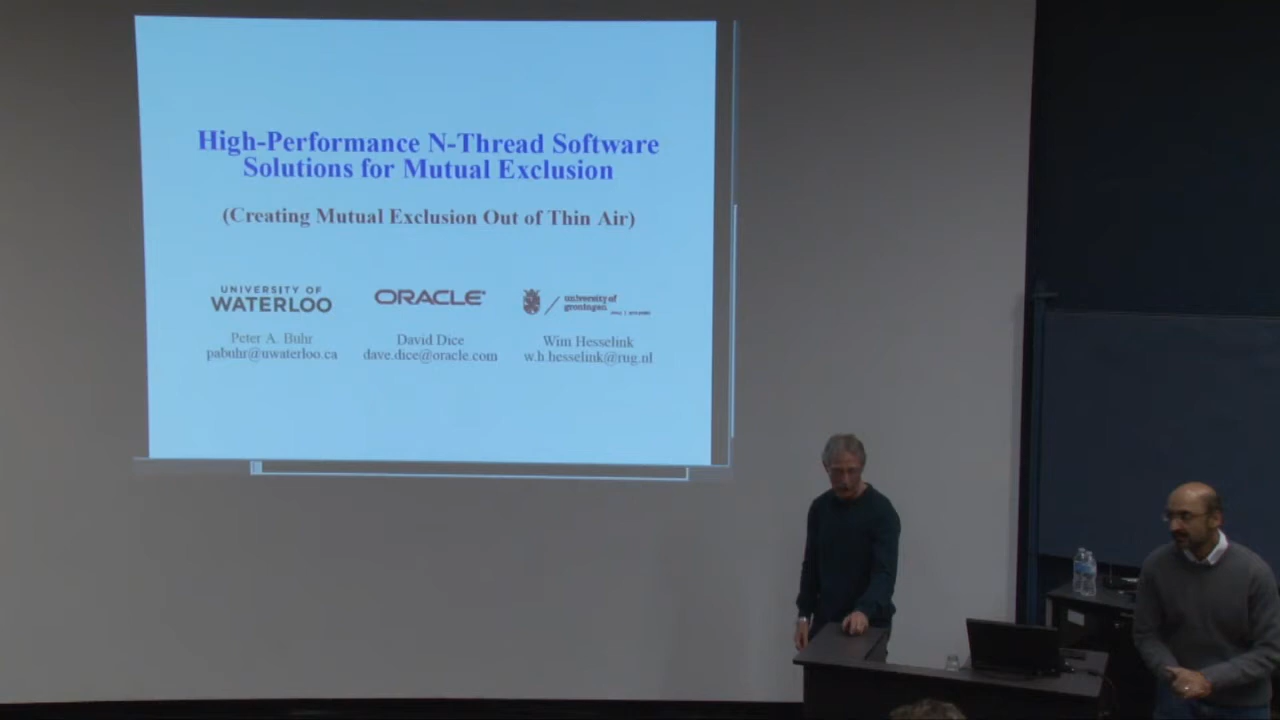 High-Performance N-Thread Software
Solutions for Mutual Exclusion
(Creating Mutual Exclusion Out of Thin Air)
UNIVERSITY OF
WATERLOO
ORACLE
university of
groningen
Peter A. Buhr
pabuhr@uwaterloo.ca
David Dice
dave.dice@oracle.com
Wim Hesselink
w.h.hesselink@rug.nl